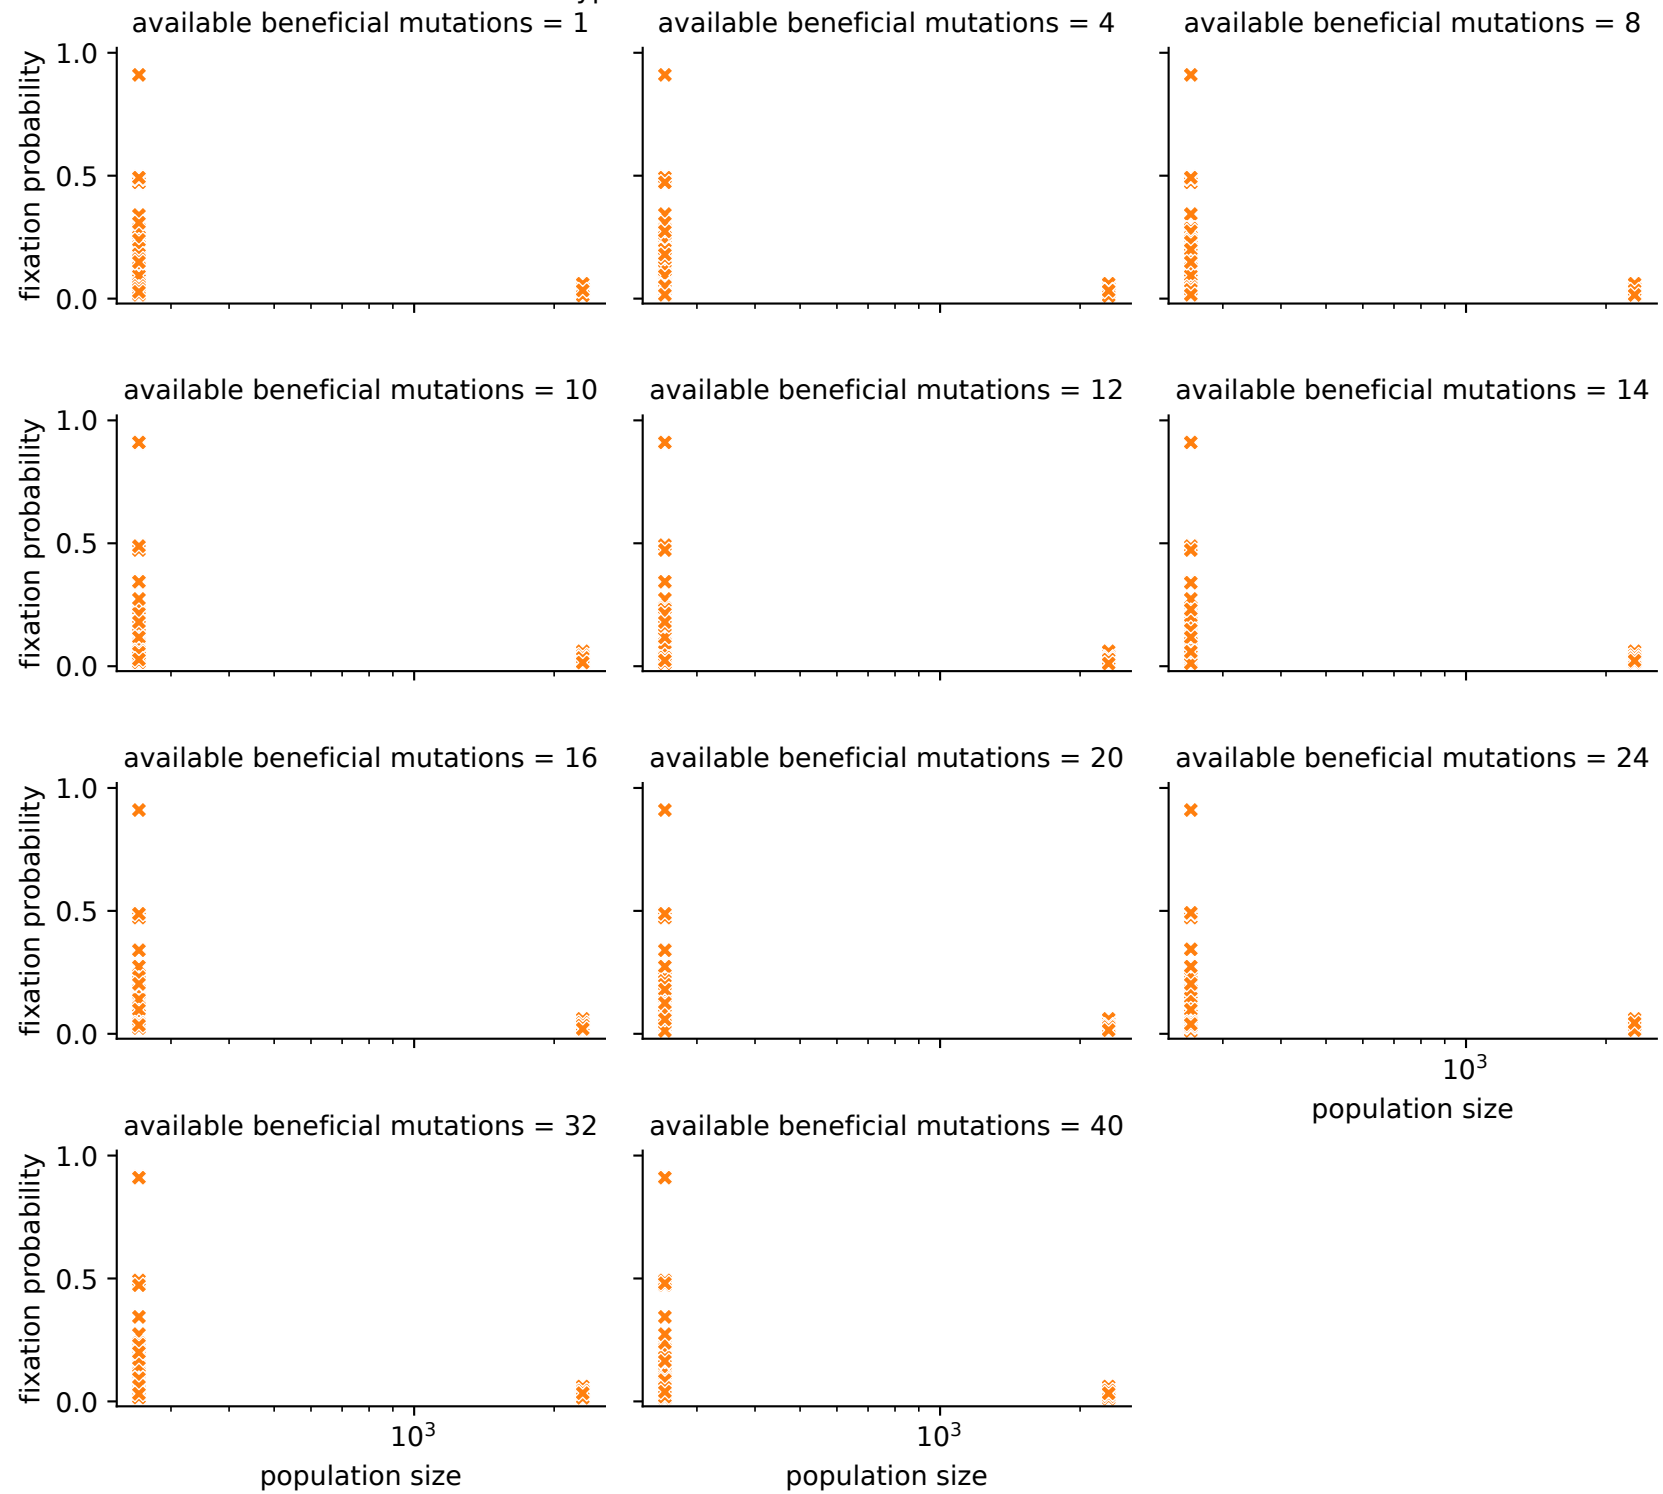 available beneficial mutations = 1
available beneficial mutations = 4
available beneficial mutations = 8
fixation probability
1.0
0.5
0.0
available beneficial mutations = 10
available beneficial mutations = 12
available beneficial mutations = 14
fixation probability
1.0
0.5
0.0
available beneficial mutations = 16
available beneficial mutations = 20
available beneficial mutations = 24
fixation probability
1.0
0.5
0.0
10³
population size
available beneficial mutations = 32
available beneficial mutations = 40
fixation probability
1.0
0.5
0.0
10³
10³
population size
population size